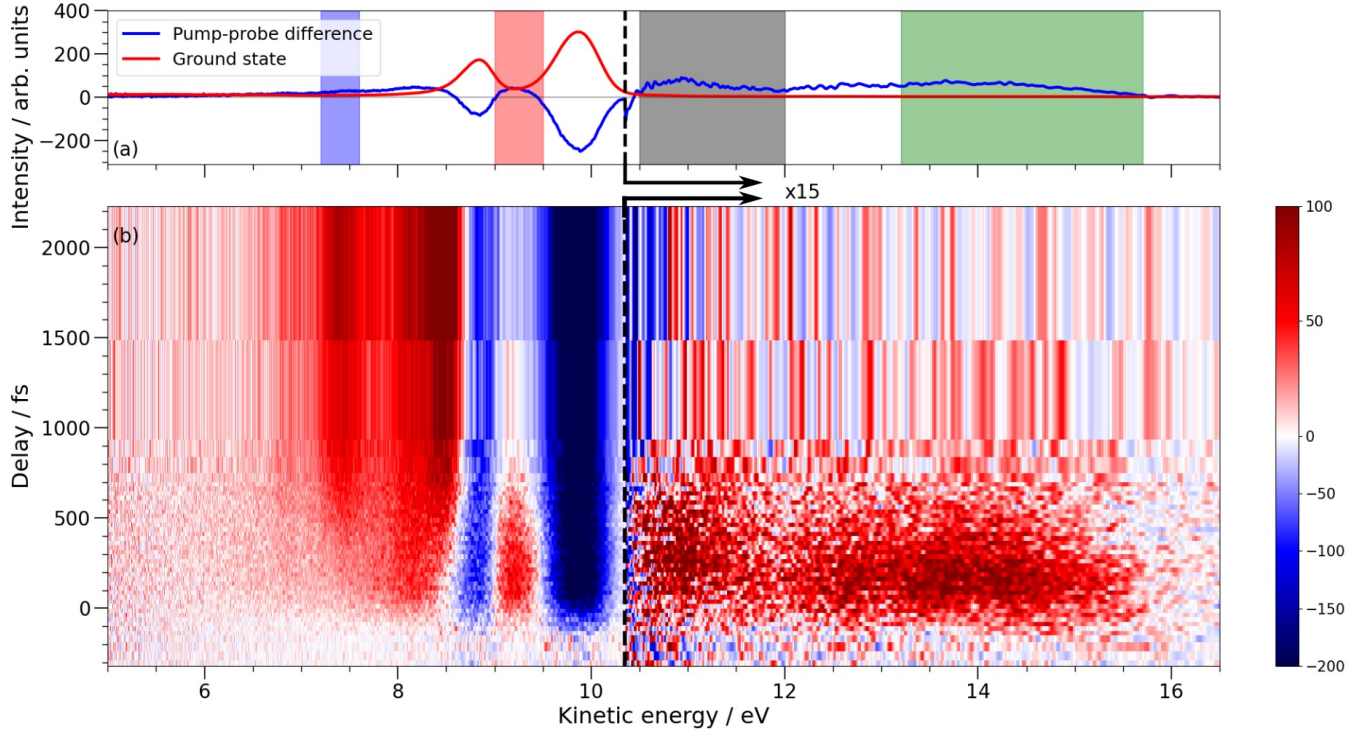 400
200
0
−200
Intensity / arb. units
Pump-probe difference
Ground state
(a)
x15
(b)
2000
1500
1000
500
0
Delay / fs
6 8 10 12 14 16
Kinetic energy / eV
100
50
0
−50
−100
−150
−200